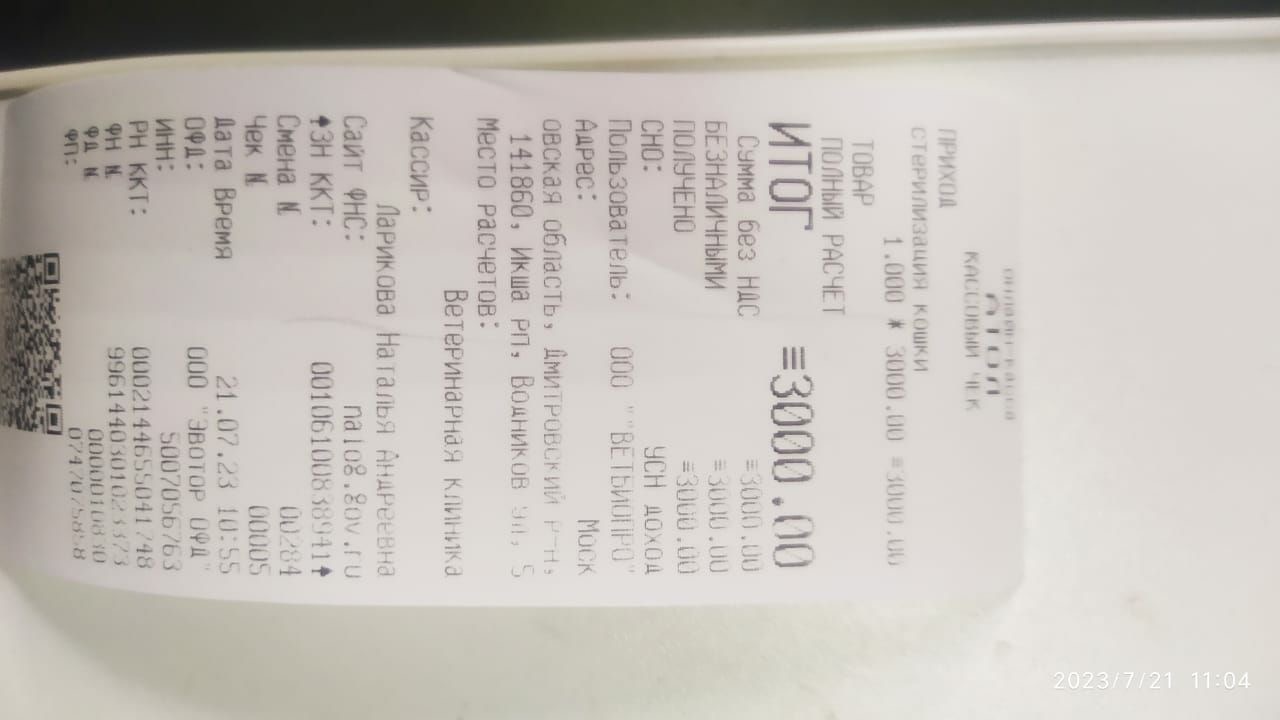 ОНЛАЙН КАССА
АТОЛ
КАССОВЫЙ ЧЕК
ПРИХОД
стерилизация кошки
1.000 * 3000.00 ≡3000.00
ТОВАР
ПОЛНЫЙ РАСЧЕТ
ИТОГ ≡3000.00
Сумма без НДС ≡3000.00
БЕЗНАЛИЧНЫМИ ≡3000.00
ПОЛУЧЕНО ≡3000.00
СНО: УСН ДОХОД
Пользователь: ООО ""ВЕТБИОПРО"
Адрес: Моск
овская область, Дмитровский р-н,
141860, Икша рп, Водников ул, 5
Место расчетов:
Ветеринарная клиника
Кассир:
Ларикова Наталья Андреевна
Сайт ФНС: nalog.gov.ru
♠ЗН ККТ: 00106100838941♠
Смена N 00284
Чек N 00005
Дата Время 21.07.23 10:55
ОФД: ООО "ЭВОТОР ОФД"
ИНН: 5007056763
РН ККТ: 0002144655041748
ФН N 9961440301023373
ФД N
ФП:
2023/7/21 11:04